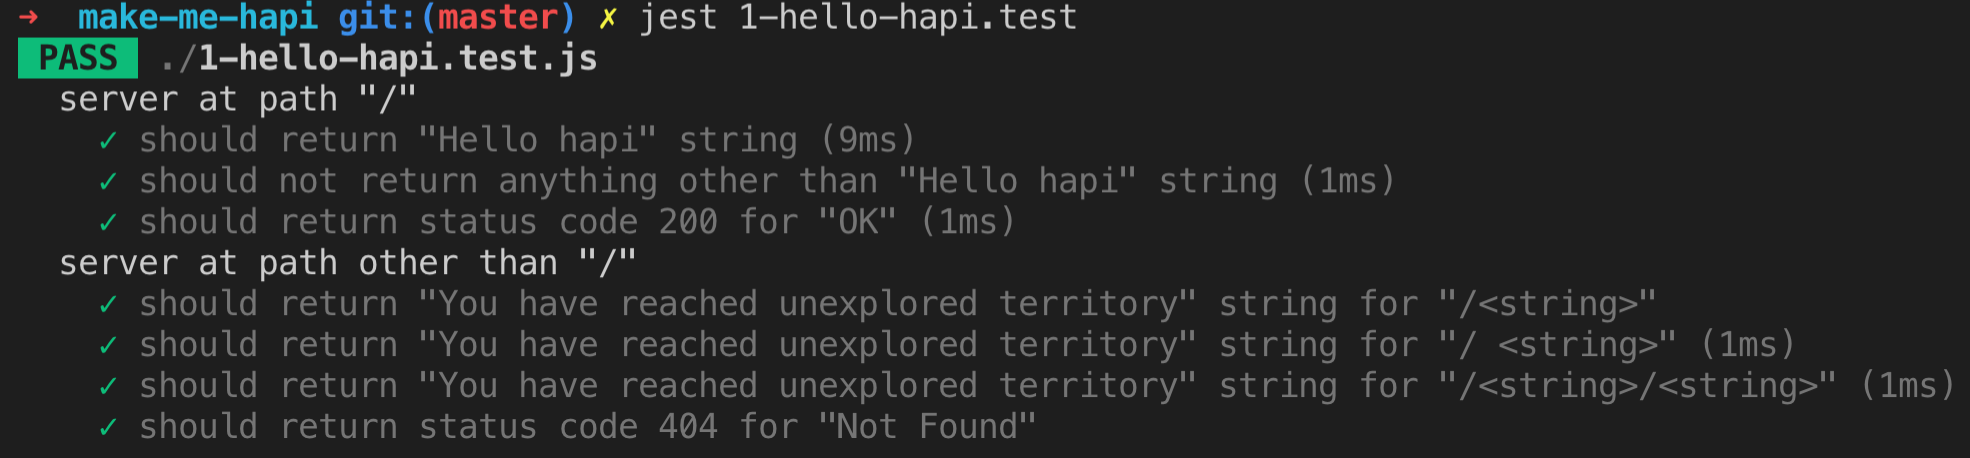 → make-me-hapi git:(master) ✗ jest 1-hello-hapi.test
PASS ./1-hello-hapi.test.js
server at path "/"
✓ should return "Hello hapi" string (9ms)
✓ should not return anything other than "Hello hapi" string (1ms)
✓ should return status code 200 for "OK" (1ms)
server at path other than "/"
✓ should return "You have reached unexplored territory" string for "/<string>"
✓ should return "You have reached unexplored territory" string for "/ <string>" (1ms)
✓ should return "You have reached unexplored territory" string for "/<string>/<string>" (1ms)
✓ should return status code 404 for "Not Found"